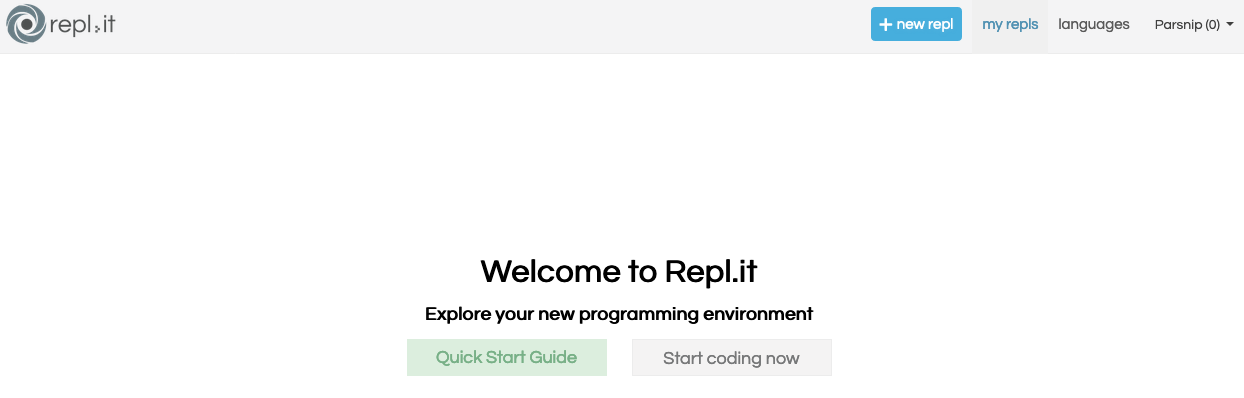 repl.it
+ new repl
my repls
languages
Parsnip (0)
Welcome to Repl.it
Explore your new programming environment
Quick Start Guide
Start coding now